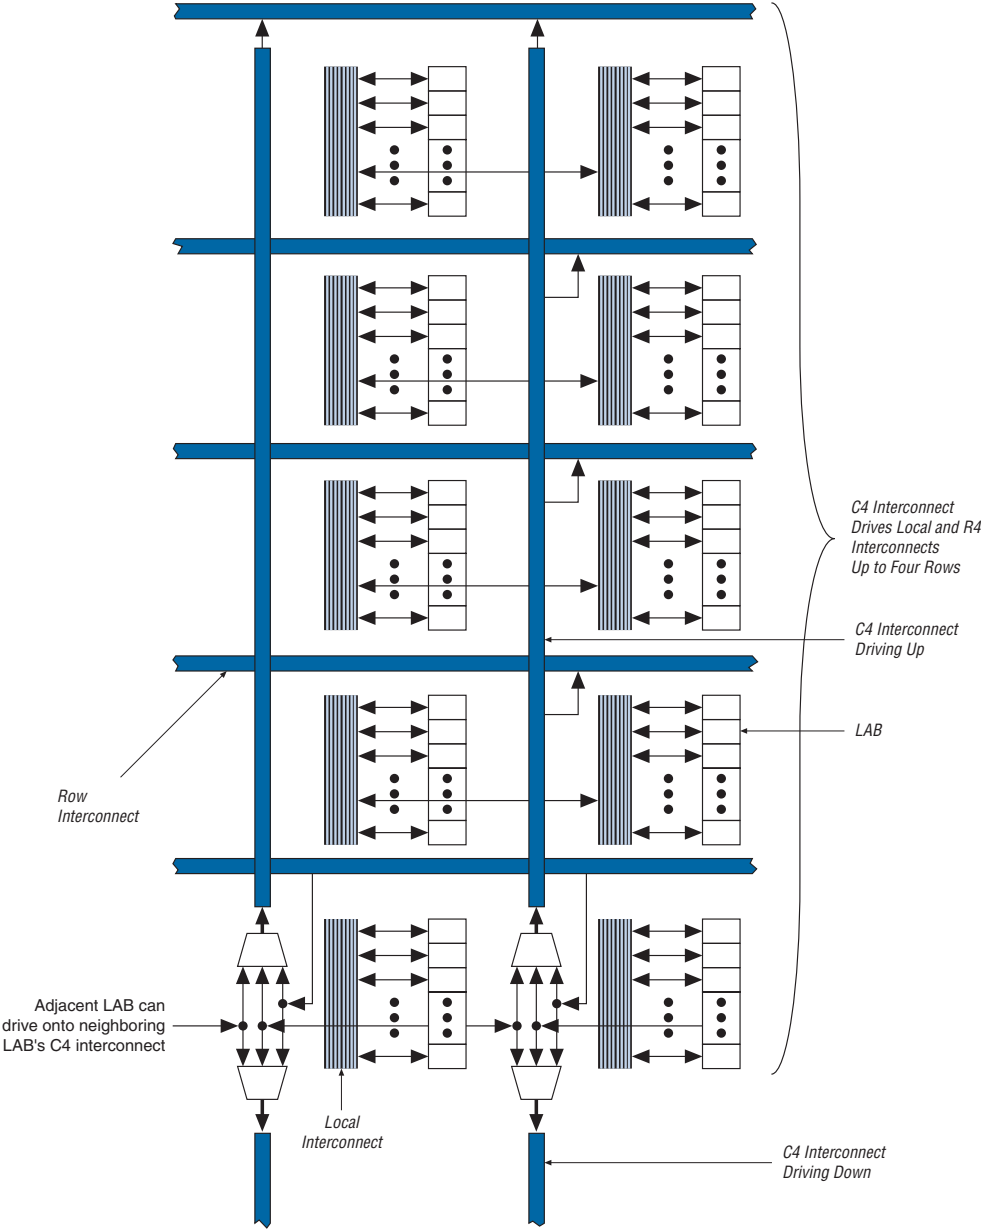 C4 Interconnect
Drives Local and R4
Interconnects
Up to Four Rows
C4 Interconnect
Driving Up
LAB
Row
Interconnect
Adjacent LAB can
drive onto neighboring
LAB's C4 interconnect
Local
Interconnect
C4 Interconnect
Driving Down